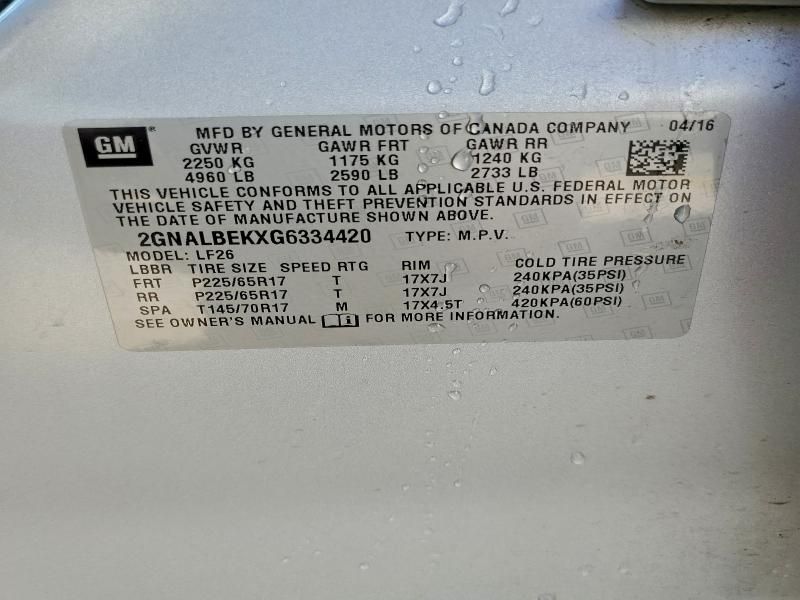 GM MFD BY GENERAL MOTORS OF CANADA COMPANY 04/16
GVWR GAWR FRT GAWR RR
2250 KG 1175 KG 1240 KG
4960 LB 2590 LB 2733 LB
THIS VEHICLE CONFORMS TO ALL APPLICABLE U.S. FEDERAL MOTOR
VEHICLE SAFETY AND THEFT PREVENTION STANDARDS IN EFFECT ON
THE DATE OF MANUFACTURE SHOWN ABOVE.
2GNALBEKXG6334420 TYPE: M.P.V.
MODEL: LF26
LBBR TIRE SIZE SPEED RTG RIM COLD TIRE PRESSURE
FRT P225/65R17 T 17X7J 240KPA(35PSI)
RR P225/65R17 T 17X7J 240KPA(35PSI)
SPA T145/70R17 M 17X4.5T 420KPA(60PSI)
SEE OWNER'S MANUAL FOR MORE INFORMATION.